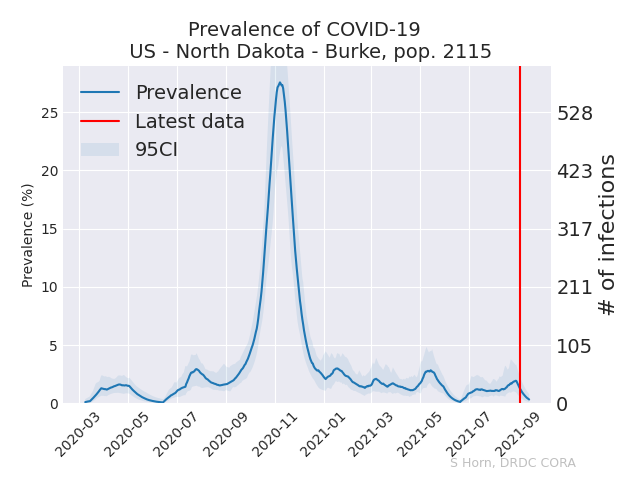 Prevalence of COVID-19
US - North Dakota - Burke, pop. 2115
Prevalence
Latest data
95CI
Prevalence (%)
25
20
15
10
5
0
528
423
317
211
105
0
# of infections
2020-03
2020-05
2020-07
2020-09
2020-11
2021-01
2021-03
2021-05
2021-07
2021-09
S Horn, DRDC CORA